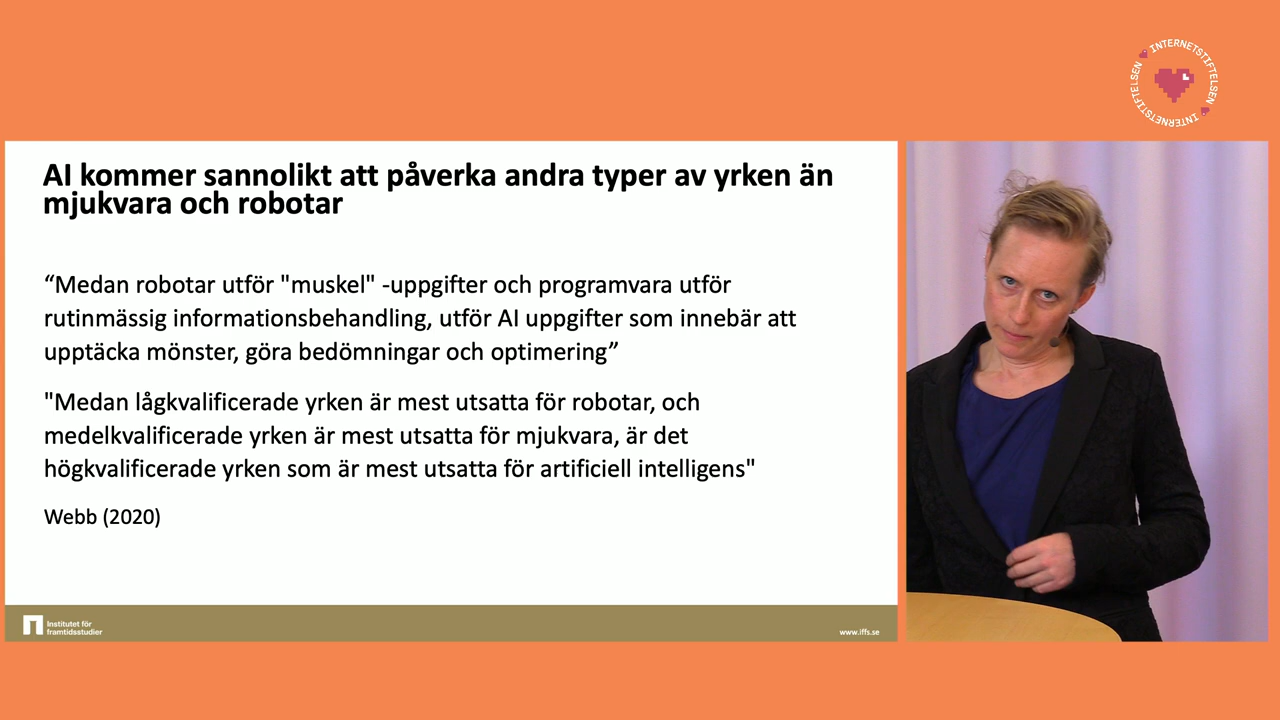 INTERNETSTIFTELSEN
INTERNETSTIFTELSEN
AI kommer sannolikt att påverka andra typer av yrken än
mjukvara och robotar
“Medan robotar utför "muskel" -uppgifter och programvara utför
rutinmässig informationsbehandling, utför AI uppgifter som innebär att
upptäcka mönster, göra bedömningar och optimering”
"Medan lågkvalificerade yrken är mest utsatta för robotar, och
medelkvalificerade yrken är mest utsatta för mjukvara, är det
högkvalificerade yrken som är mest utsatta för artificiell intelligens"
Webb (2020)
Institutet för
framtidsstudier
www.iffs.se